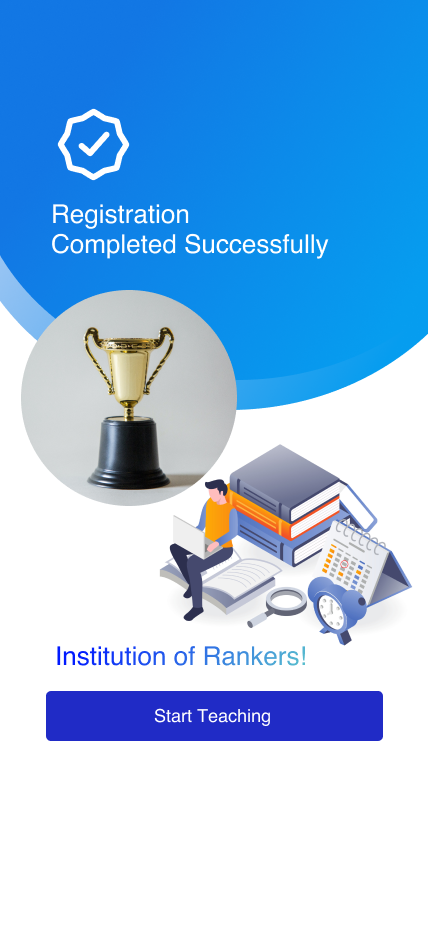 Registration
Completed Successfully
Institution of Rankers!
Start Teaching